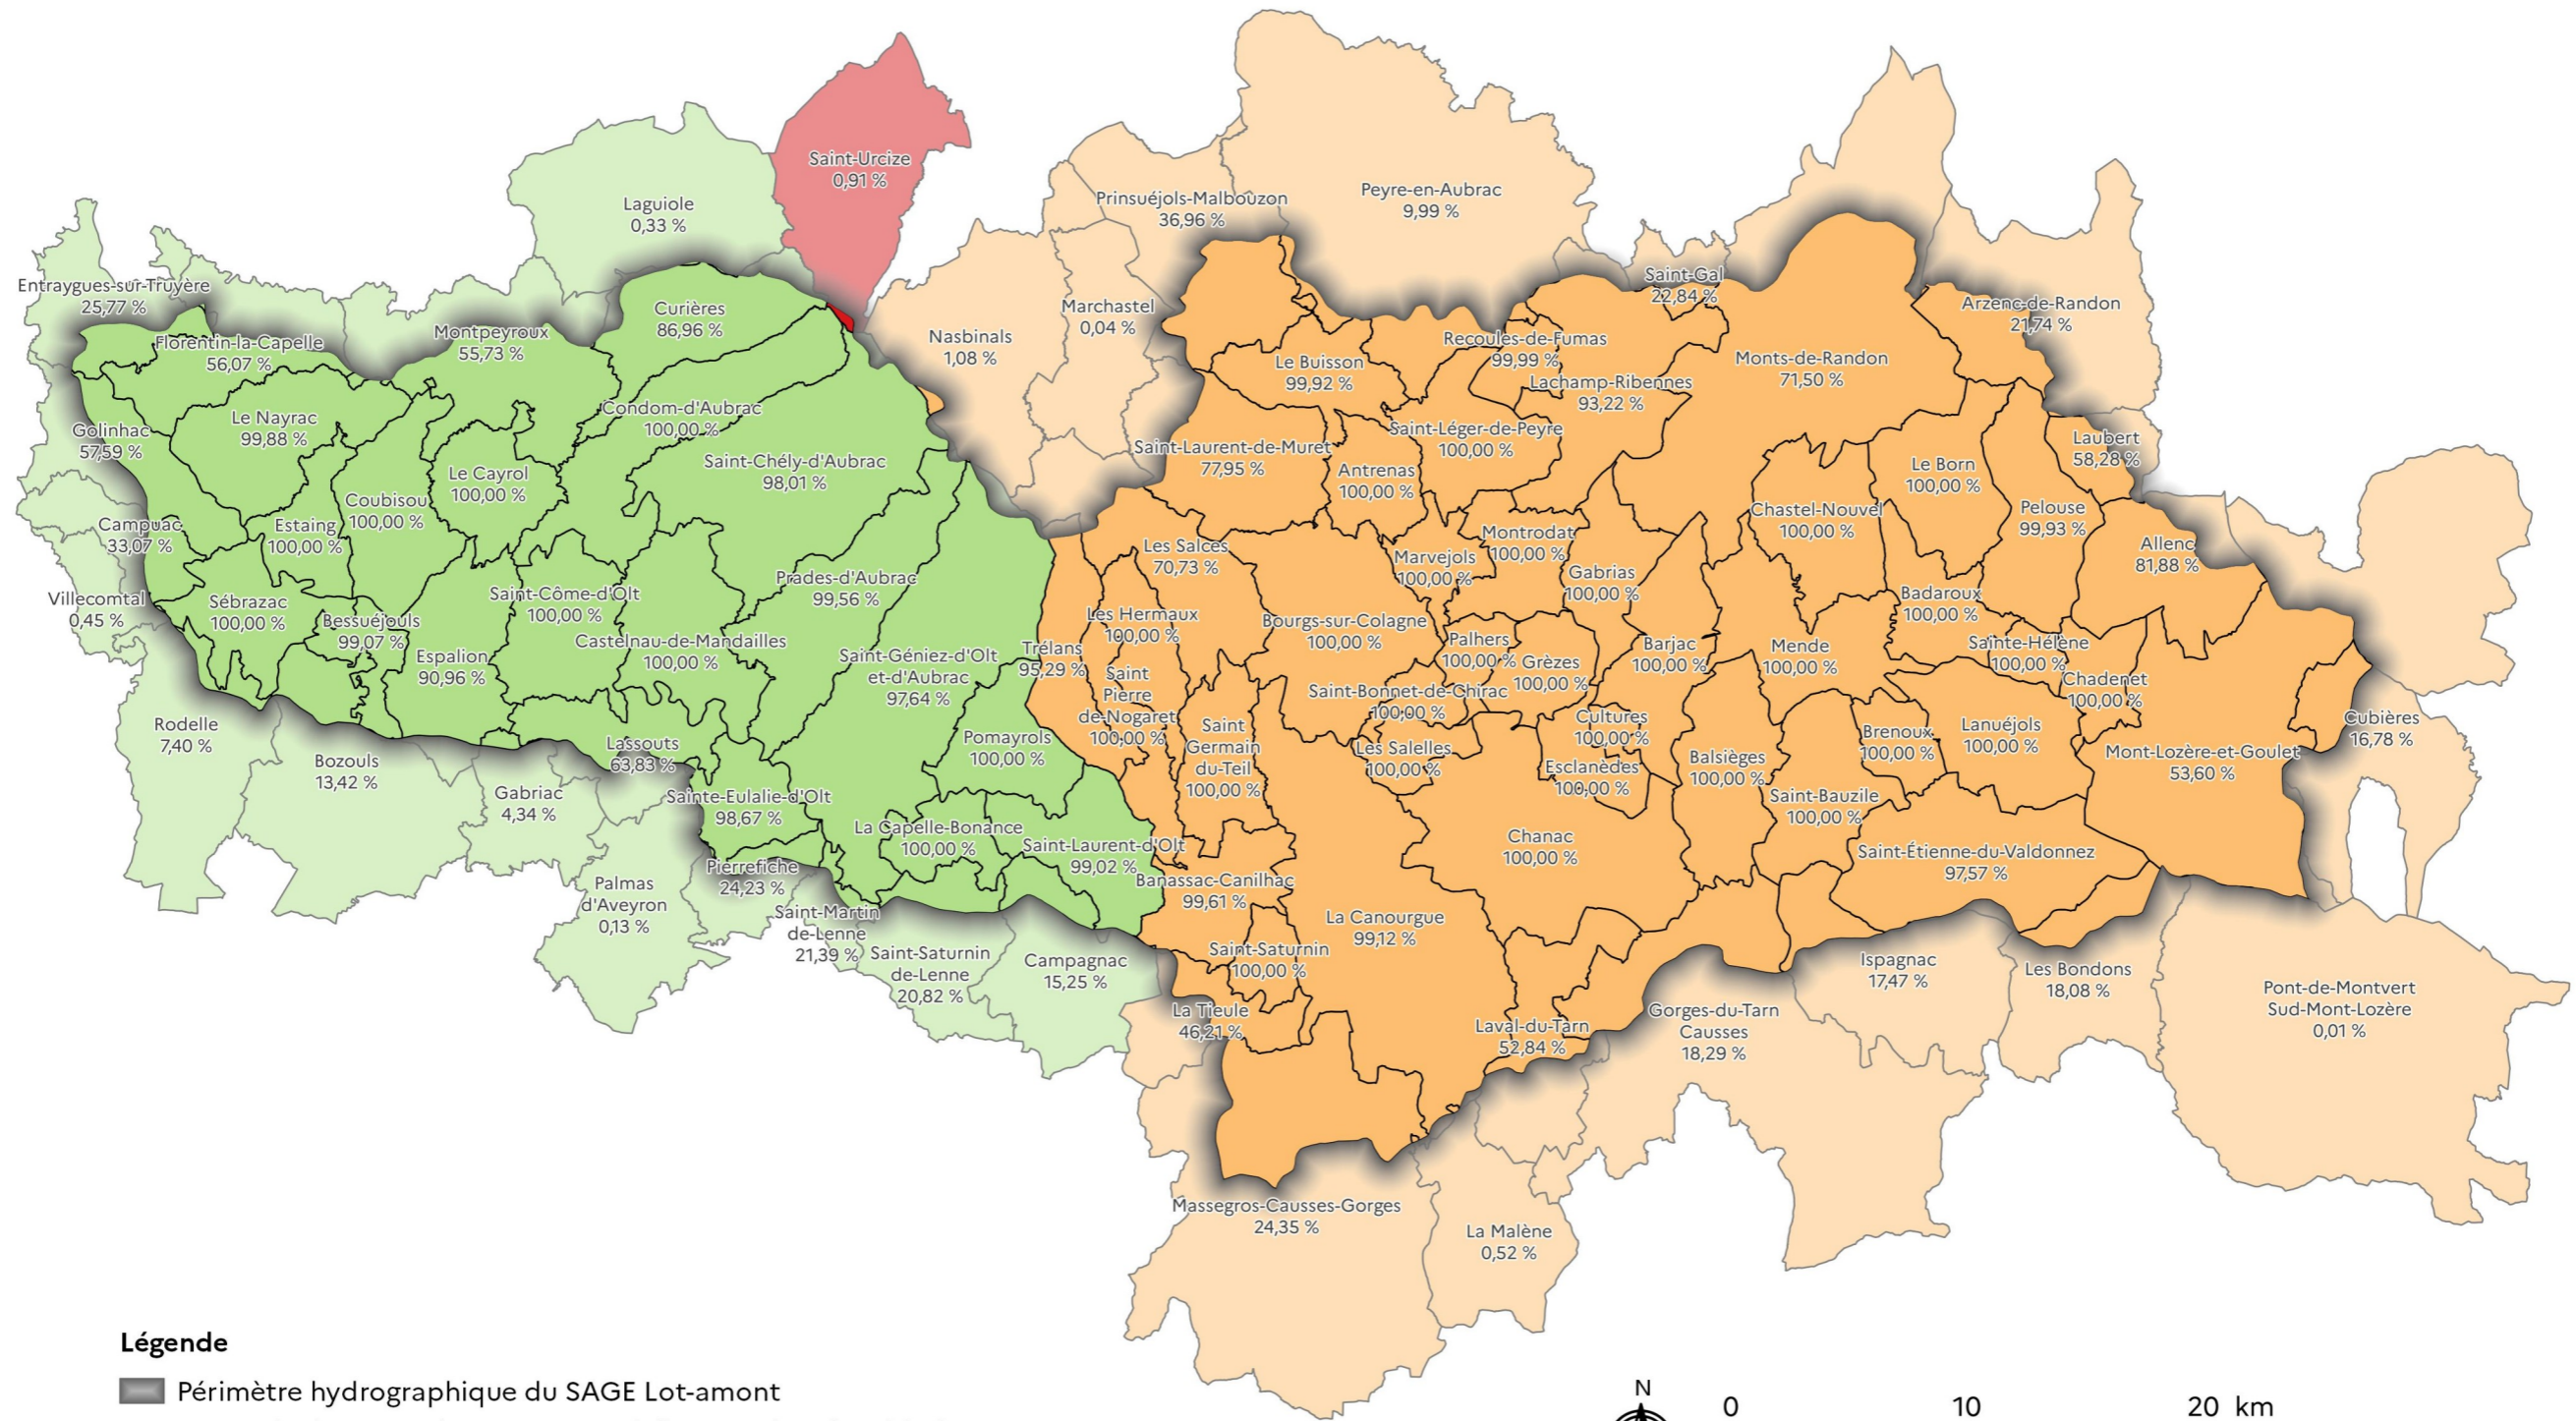 Saint-Urcize
0,91 %
Laguiole
0,33 %
Prinsuéjols-Malbouzon
36,96 %
Peyre-en-Aubrac
9,99 %
Entraygues-sur-Truyère
25,77 %
Florentin-la-Capelle
56,07 %
Montpeyroux
55,73 %
Curières
86,96 %
Nasbinals
1,08 %
Marchastel
0,04 %
Saint-Gal
22,84 %
Arzenc-de-Randon
21,74 %
Le Buisson
99,92 %
Recoules-de-Fumas
99,99 %
Lachamp-Ribennes
93,22 %
Monts-de-Randon
71,50 %
Golinhac
57,59 %
Le Nayrac
99,88 %
Condom-d'Aubrac
100,00 %
Saint-Chély-d'Aubrac
98,01 %
Le Cayrol
100,00 %
Coubisou
100,00 %
Estaing
100,00 %
Campuac
33,07 %
Saint-Laurent-de-Muret
77,95 %
Antrenas
100,00 %
Saint-Léger-de-Peyre
100,00 %
Le Born
100,00 %
Laubert
58,28 %
Chastel-Nouvel
100,00 %
Pelouse
99,93 %
Allenc
81,88 %
Les Salces
70,73 %
Marvejols
100,00 %
Montrodat
100,00 %
Gabrias
100,00 %
Badaroux
100,00 %
Villecomtal
0,45 %
Sébrazac
100,00 %
Bessuéjouls
99,07 %
Espalion
90,96 %
Saint-Côme-d'Olt
100,00 %
Castelnau-de-Mandailles
100,00 %
Prades-d'Aubrac
99,56 %
Saint-Géniez-d'Olt
et-d'Aubrac
97,64 %
Trélans
95,29 %
Les Hermaux
100,00 %
Saint
Pierre
de-Nogaret
100,00 %
Bourgs-sur-Colagne
100,00 %
Palhers
100,00 %
Grèzes
100,00 %
Barjac
100,00 %
Mende
100,00 %
Sainte-Hélène
100,00 %
Chadenet
100,00 %
Saint-Bonnet-de-Chirac
100,00 %
Cultures
100,00 %
Saint
Germain
du-Teil
100,00 %
Les Salelles
100,00 %
Esclanèdes
100,00 %
Balsièges
100,00 %
Brenoux
100,00 %
Lanuéjols
100,00 %
Cubières
16,78 %
Mont-Lozère-et-Goulet
53,60 %
Rodelle
7,40 %
Bozouls
13,42 %
Gabriac
4,34 %
Lassouts
63,83 %
Pomayrols
100,00 %
Sainte-Eulalie-d'Olt
98,67 %
La Capelle-Bonance
100,00 %
Saint-Laurent-d'Olt
99,02 %
Saint-Bauzile
100,00 %
Chanac
100,00 %
Saint-Étienne-du-Valdonnez
97,57 %
Pierrefiche
24,23 %
Palmas
d'Aveyron
0,13 %
Saint-Martin
de-Lenne
21,39 %
Saint-Saturnin
de-Lenne
20,82 %
Campagnac
15,25 %
Banassac-Canilhac
99,61 %
La Canourgue
99,12 %
Saint-Saturnin
100,00 %
La Tieule
46,21 %
Laval-du-Tarn
52,84 %
Gorges-du-Tarn
Causses
18,29 %
Ispagnac
17,47 %
Les Bondons
18,08 %
Pont-de-Montvert
Sud-Mont-Lozère
0,01 %
Massegros-Causses-Gorges
24,35 %
La Malène
0,52 %
Légende
Périmètre hydrographique du SAGE Lot-amont
N
0 10 20 km